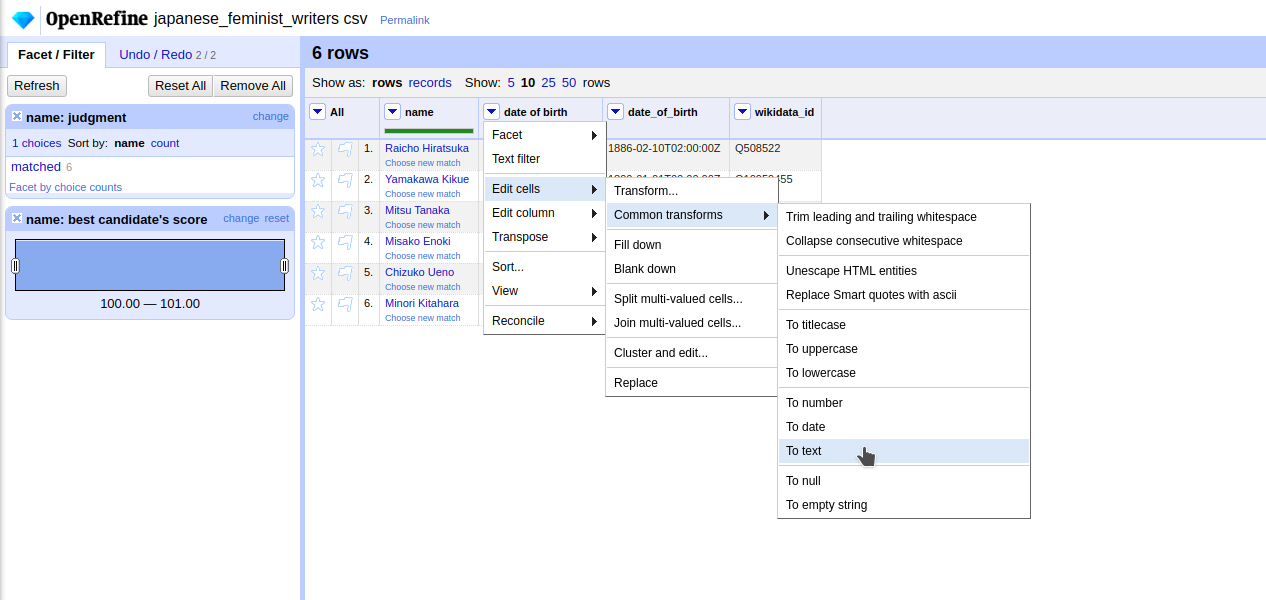 OpenRefine japanese_feminist_writers csv Permalink
Facet / Filter
Undo / Redo 2 / 2
Refresh
Reset All
Remove All
name: judgment
change
1 choices Sort by: name count
matched 6
Facet by choice counts
name: best candidate's score
change reset
100.00 — 101.00
6 rows
Show as: rows records Show: 5 10 25 50 rows
All
name
date of birth
date_of_birth
wikidata_id
1.
Raicho Hiratsuka
Choose new match
1886-02-10T02:00:00Z
Q508522
2.
Yamakawa Kikue
Choose new match
3.
Mitsu Tanaka
Choose new match
4.
Misako Enoki
Choose new match
5.
Chizuko Ueno
Choose new match
6.
Minori Kitahara
Choose new match
Facet
Text filter
Edit cells
Edit column
Transpose
Sort...
View
Reconcile
Transform...
Common transforms
Fill down
Blank down
Split multi-valued cells...
Join multi-valued cells...
Cluster and edit...
Replace
Trim leading and trailing whitespace
Collapse consecutive whitespace
Unescape HTML entities
Replace Smart quotes with ascii
To titlecase
To uppercase
To lowercase
To number
To date
To text
To null
To empty string